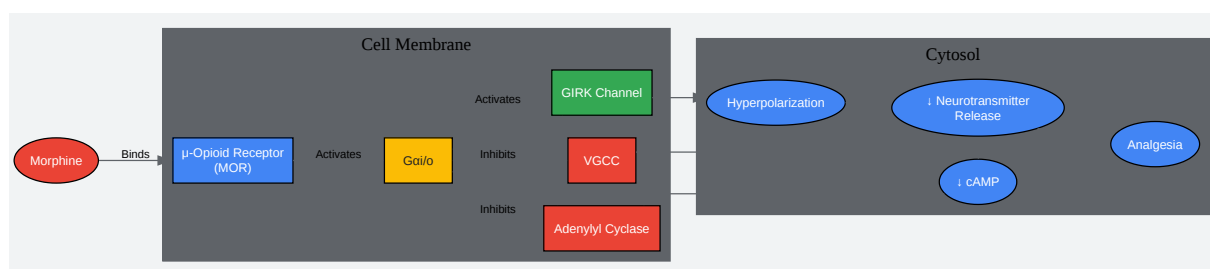 Cell Membrane
Cytosol
Morphine
Binds
μ-Opioid Receptor
(MOR)
Activates
Gαi/o
Activates
Inhibits
Inhibits
GIRK Channel
VGCC
Adenylyl Cyclase
Hyperpolarization
↓ Neurotransmitter
Release
↓ cAMP
Analgesia